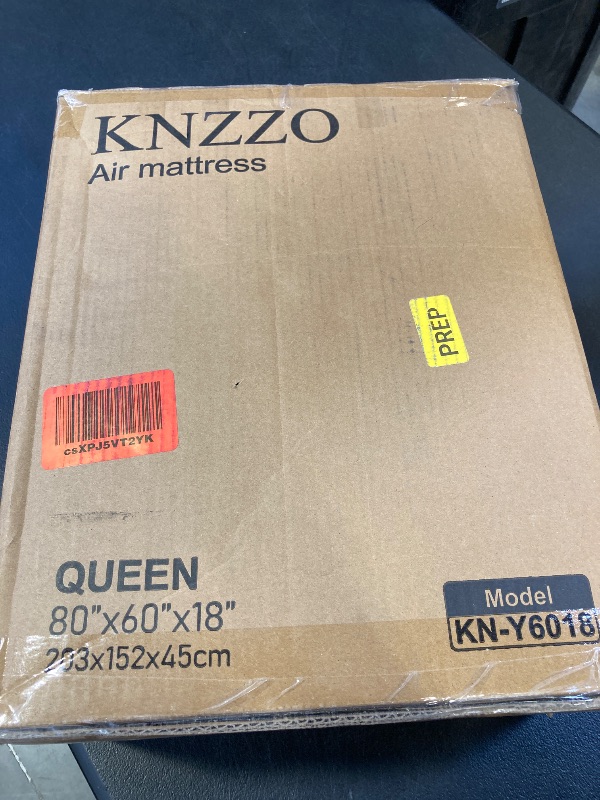 KNZZO
Air mattress
PREP
csXPJ5VT2YK
QUEEN
80"x60"x18"
203x152x45cm
Model
KN-Y6018